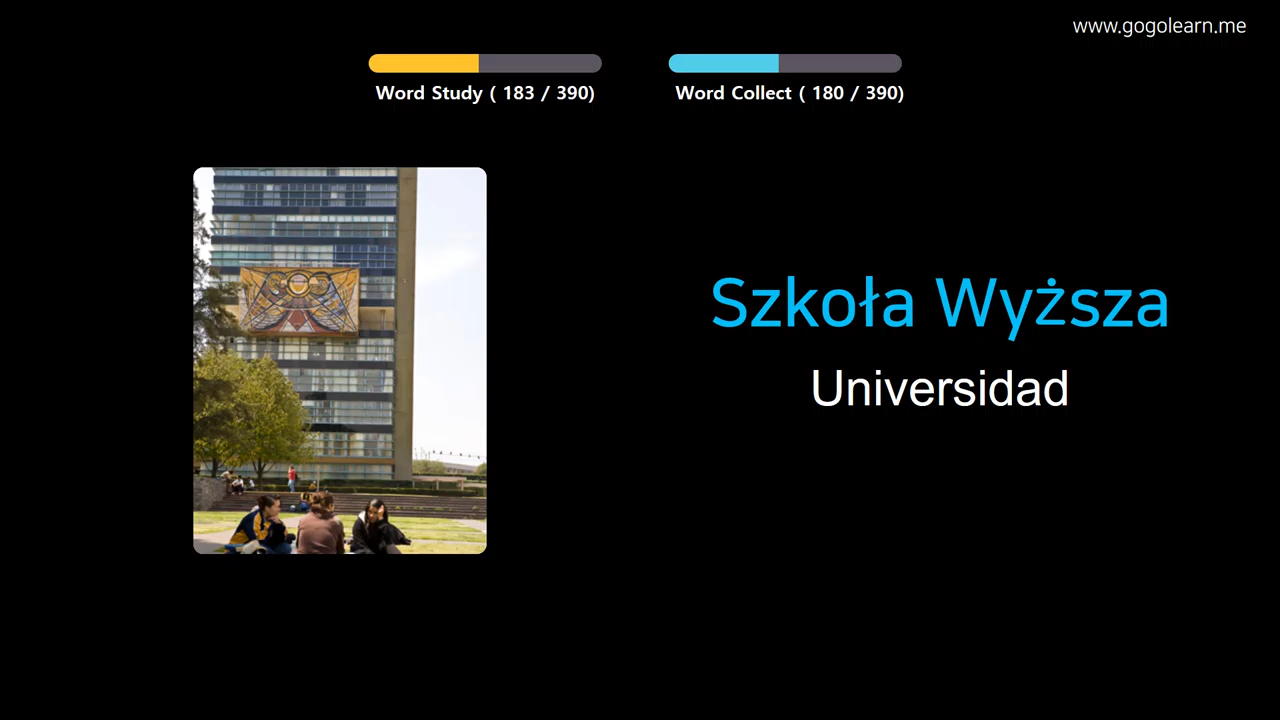 www.gogolearn.me
Word Study ( 183 / 390)
Word Collect ( 180 / 390)
Szkoła Wyższa
Universidad